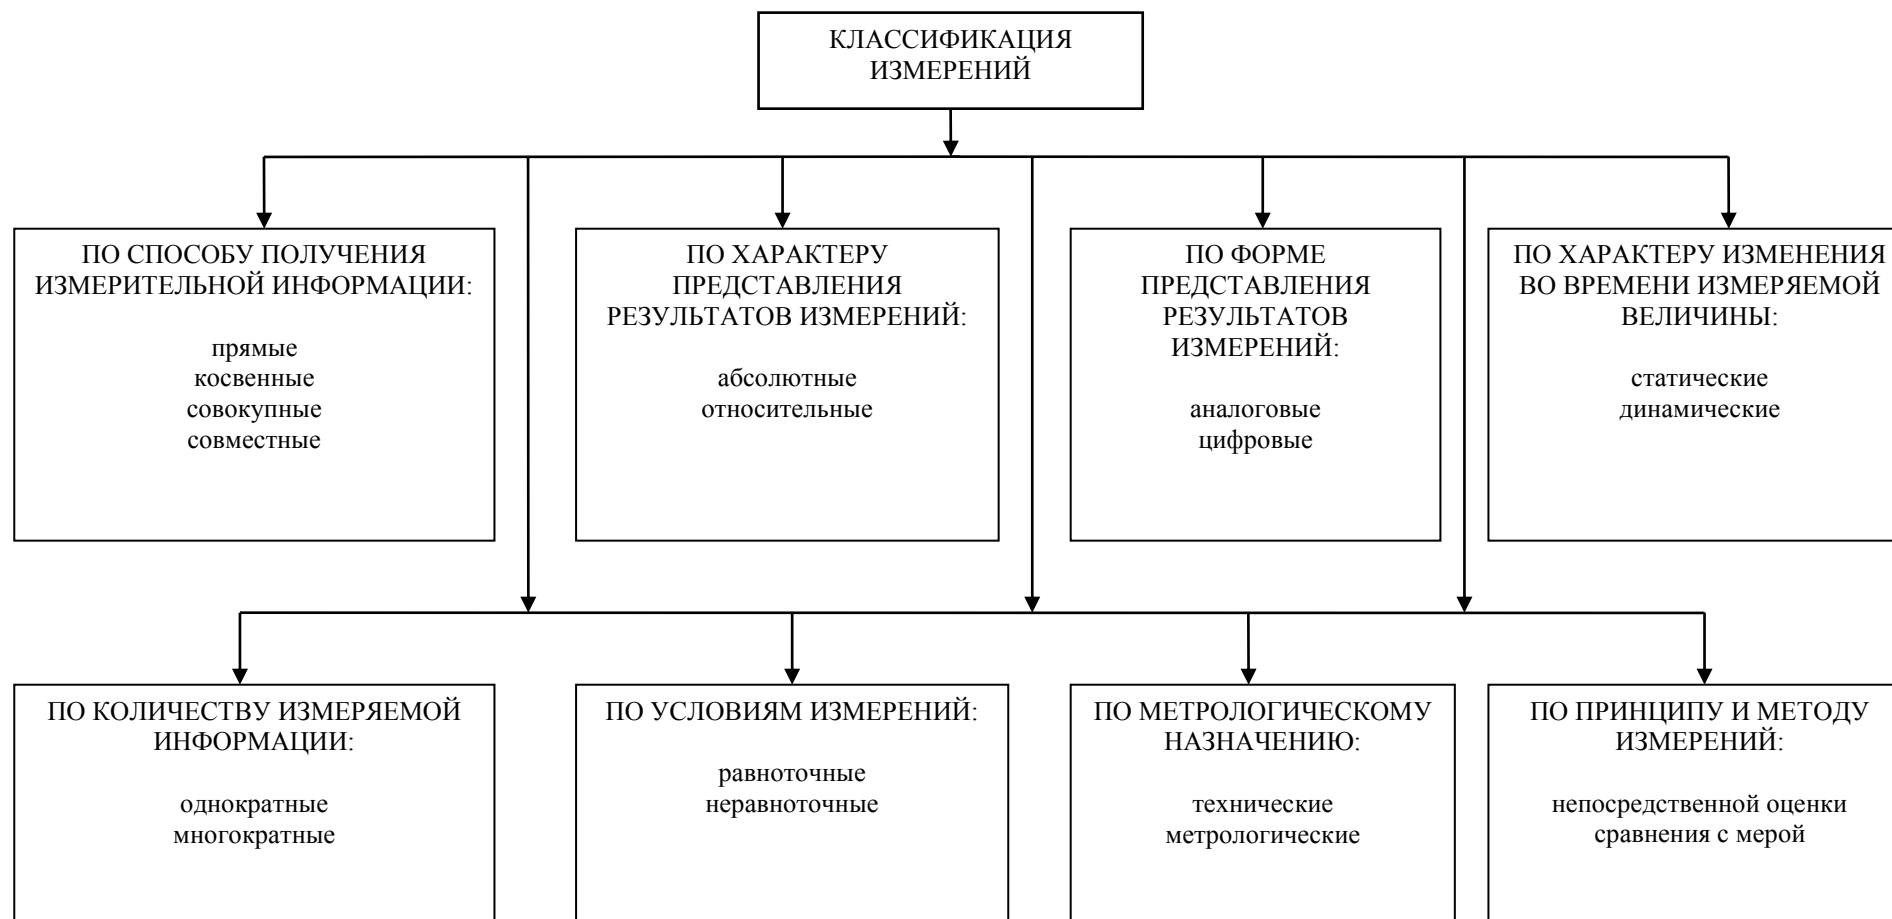 КЛАССИФИКАЦИЯ
ИЗМЕРЕНИЙ
ПО СПОСОБУ ПОЛУЧЕНИЯ
ИЗМЕРИТЕЛЬНОЙ ИНФОРМАЦИИ:
прямые
косвенные
совокупные
совместные
ПО ХАРАКТЕРУ
ПРЕДСТАВЛЕНИЯ
РЕЗУЛЬТАТОВ ИЗМЕРЕНИЙ:
абсолютные
относительные
ПО ФОРМЕ
ПРЕДСТАВЛЕНИЯ
РЕЗУЛЬТАТОВ
ИЗМЕРЕНИЙ:
аналоговые
цифровые
ПО ХАРАКТЕРУ ИЗМЕНЕНИЯ
ВО ВРЕМЕНИ ИЗМЕРЯЕМОЙ
ВЕЛИЧИНЫ:
статические
динамические
ПО КОЛИЧЕСТВУ ИЗМЕРЯЕМОЙ
ИНФОРМАЦИИ:
однократные
многократные
ПО УСЛОВИЯМ ИЗМЕРЕНИЙ:
равноточные
неравноточные
ПО МЕТРОЛОГИЧЕСКОМУ
НАЗНАЧЕНИЮ:
технические
метрологические
ПО ПРИНЦИПУ И МЕТОДУ
ИЗМЕРЕНИЙ:
непосредственной оценки
сравнения с мерой